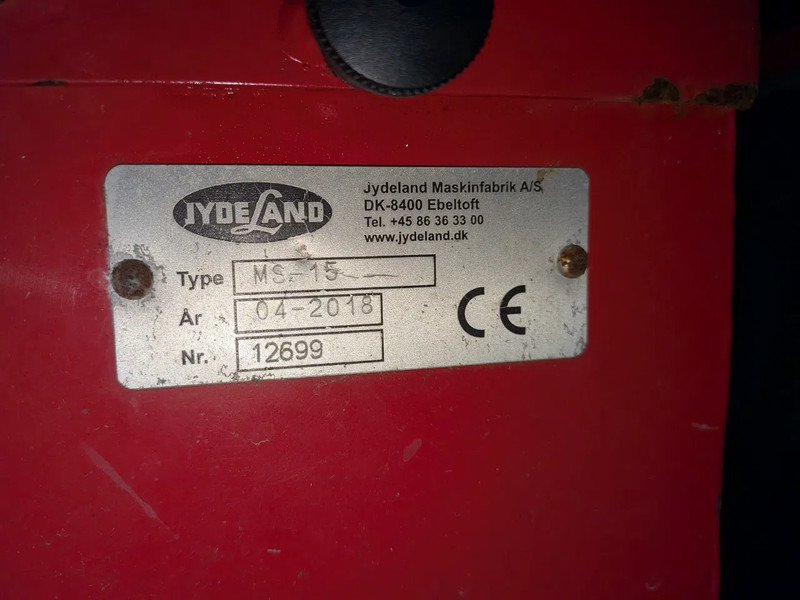 JYDELAND
Jydeland Maskinfabrik A/S
DK-8400 Ebeltoft
Tel. +45 86 36 33 00
www.jydeland.dk
Type MS-15
År 04-2018
Nr. 12699
CE